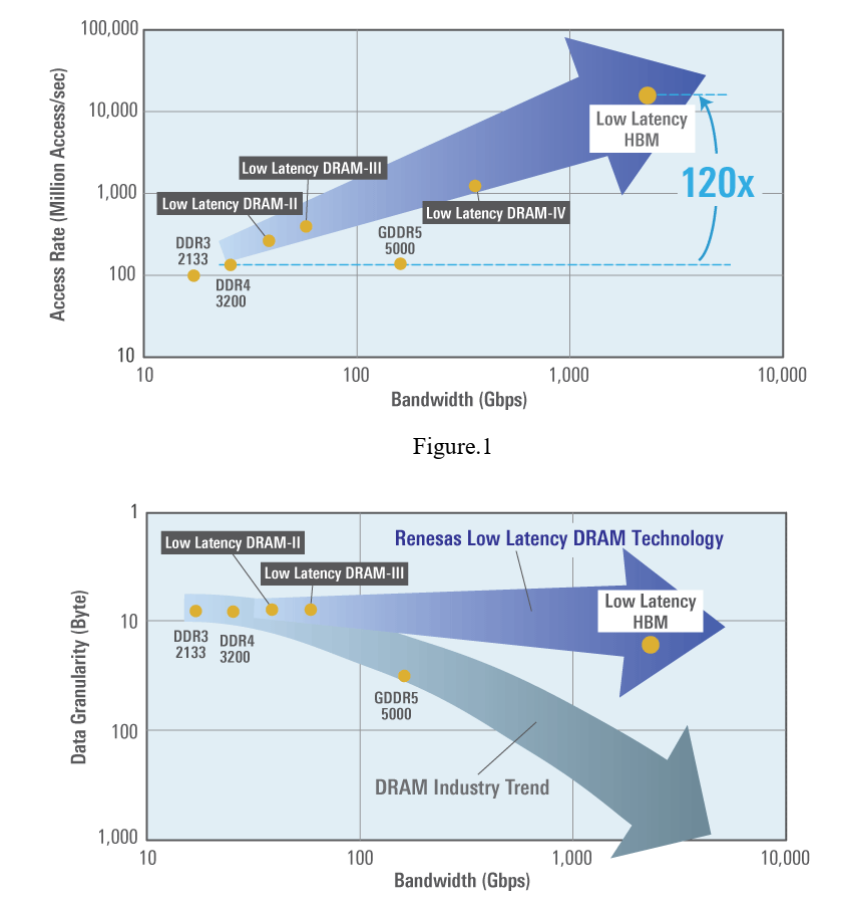 100,000
10,000
1,000
100
10
Access Rate (Million Access/sec)
Low Latency DRAM-III
Low Latency DRAM-II
DDR3
2133
DDR4
3200
GDDR5
5000
Low Latency DRAM-IV
Low Latency
HBM
120x
10
100
1,000
10,000
Bandwidth (Gbps)
Figure.1
1
10
100
1,000
Data Granularity (Byte)
Low Latency DRAM-II
Low Latency DRAM-III
Renesas Low Latency DRAM Technology
Low Latency
HBM
DDR3
2133
DDR4
3200
GDDR5
5000
DRAM Industry Trend
10
100
1,000
10,000
Bandwidth (Gbps)